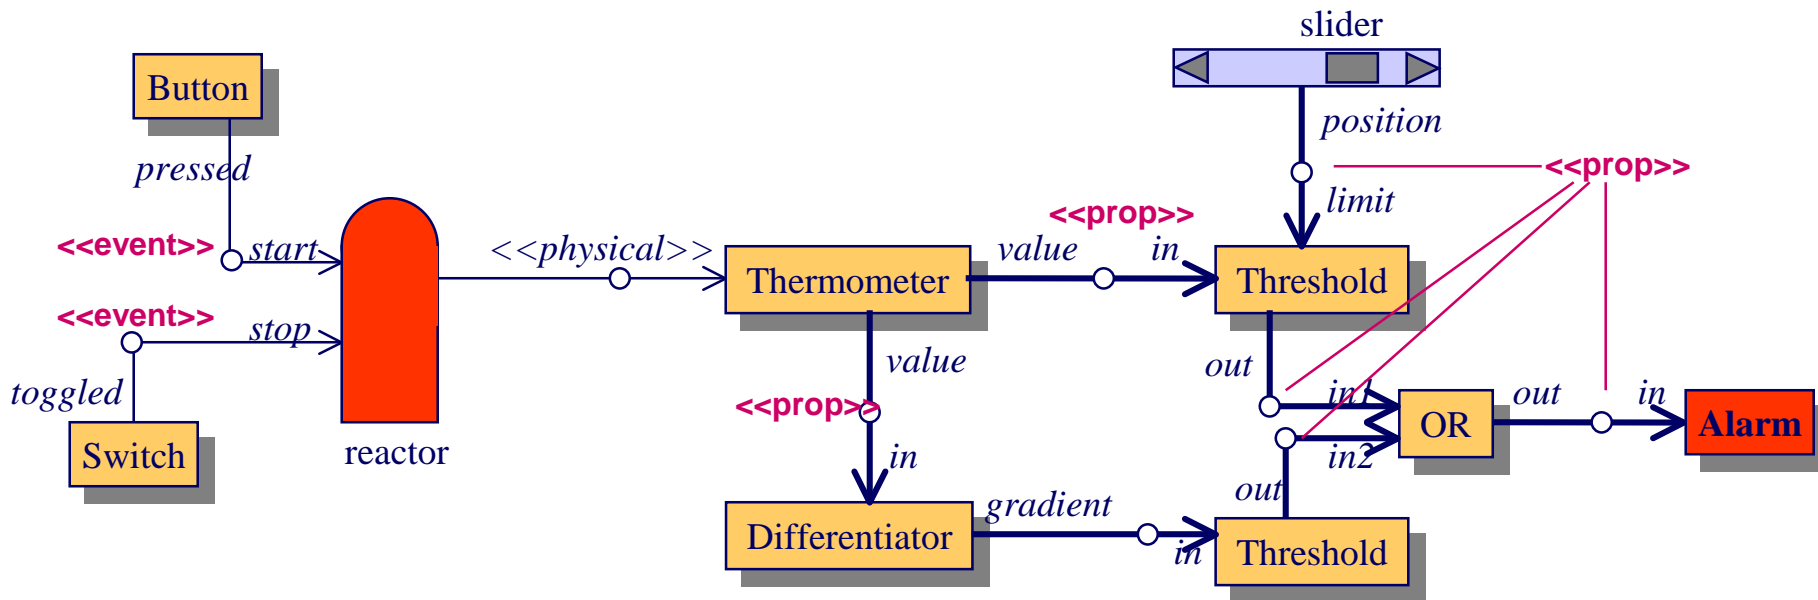 slider
Button
position
pressed
<<prop>>
limit
<<prop>>
<<event>>
start
<<physical>>
value
in
Thermometer
Threshold
<<event>>
stop
value
out
toggled
<<prop>>
in1
out
in
Switch
reactor
OR
Alarm
in
in2
out
gradient
Differentiator
in
Threshold